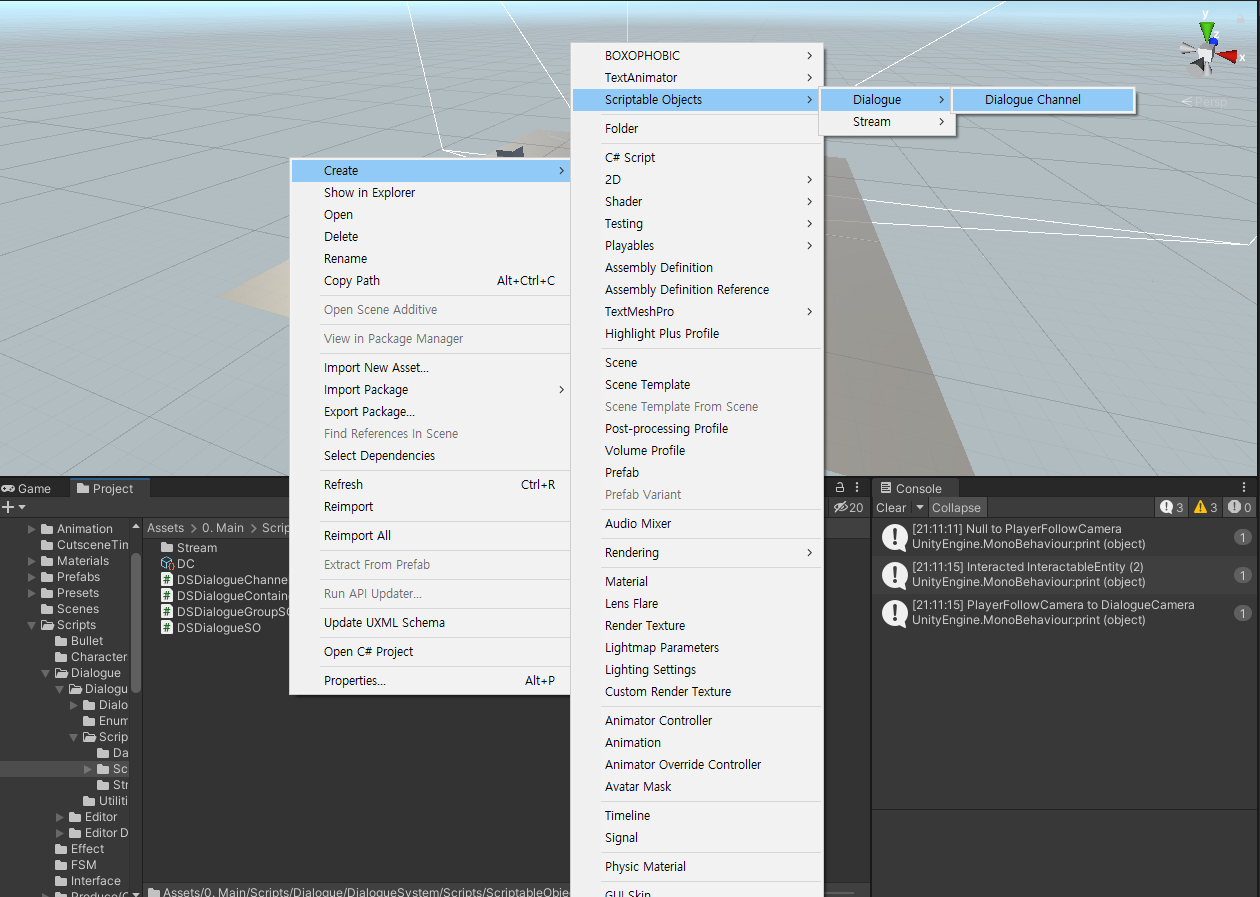 y
z
x
Persp
BOXOPHOBIC
TextAnimator
Scriptable Objects
Folder
C# Script
2D
Shader
Testing
Playables
Assembly Definition
Assembly Definition Reference
TextMeshPro
Highlight Plus Profile
Scene
Scene Template
Scene Template From Scene
Post-processing Profile
Volume Profile
Prefab
Prefab Variant
Audio Mixer
Rendering
Material
Lens Flare
Render Texture
Lightmap Parameters
Lighting Settings
Custom Render Texture
Animator Controller
Animation
Animator Override Controller
Avatar Mask
Timeline
Signal
Physic Material
GUI Skin
Dialogue
Stream
Dialogue Channel
Create
Show in Explorer
Open
Delete
Rename
Copy Path Alt+Ctrl+C
Open Scene Additive
View in Package Manager
Import New Asset...
Import Package
Export Package...
Find References In Scene
Select Dependencies
Refresh Ctrl+R
Reimport
Reimport All
Extract From Prefab
Run API Updater...
Update UXML Schema
Open C# Project
Properties... Alt+P
Game Project
20
Animation
CutsceneTin
Materials
Prefabs
Presets
Scenes
Scripts
Bullet
Character
Dialogue
Dialogu
Dialo
Enum
Scrip
Da
Sc
Str
Utiliti
Editor
Editor D
Effect
FSM
Interface
Assets > 0. Main > Scrip
Stream
DC
DSDialogueChanne
DSDialogueContain
DSDialogueGroupSO
DSDialogueSO
Assets/0. Main/Scripts/Dialogue/DialogueSystem/Scripts/ScriptableObje
Console
Clear Collapse 3 3 0
[21:11:11] Null to PlayerFollowCamera
UnityEngine.MonoBehaviour:print (object)
1
[21:11:15] Interacted InteractableEntity (2)
UnityEngine.MonoBehaviour:print (object)
1
[21:11:15] PlayerFollowCamera to DialogueCamera
UnityEngine.MonoBehaviour:print (object)
1